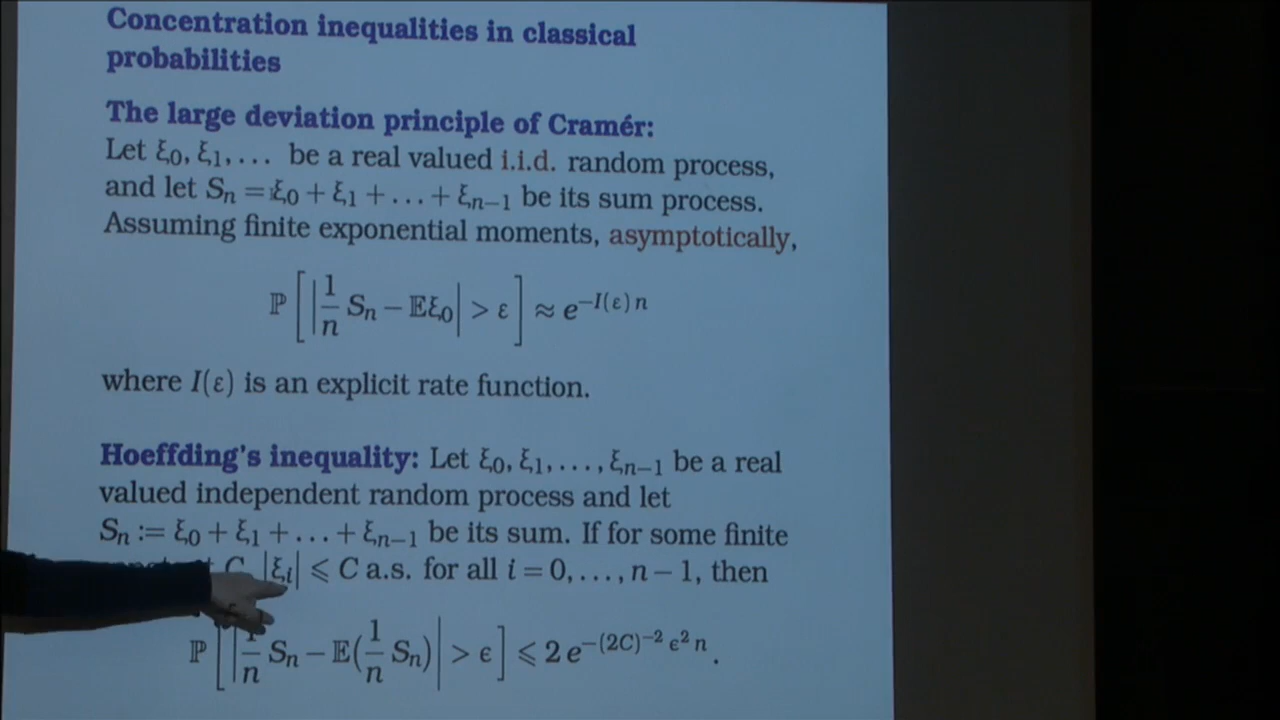 Concentration inequalities in classical
probabilities
The large deviation principle of Cramér:
Let ξ₀, ξ₁, … be a real valued i.i.d. random process,
and let Sₙ = ξ₀ + ξ₁ + … + ξₙ₋₁ be its sum process.
Assuming finite exponential moments, asymptotically,
ℙ [ | 1/n Sₙ − 𝔼ξ₀ | > ε ] ≈ e^{−I(ε) n}
where I(ε) is an explicit rate function.
Hoeffding's inequality: Let ξ₀, ξ₁, …, ξₙ₋₁ be a real
valued independent random process and let
Sₙ := ξ₀ + ξ₁ + … + ξₙ₋₁ be its sum. If for some finite
C, |ξᵢ| ⩽ C a.s. for all i = 0, …, n − 1, then
ℙ [ | 1/n Sₙ − 𝔼( 1/n Sₙ) | > ϵ ] ⩽ 2 e^{−(2C)^{−2} ϵ² n} .